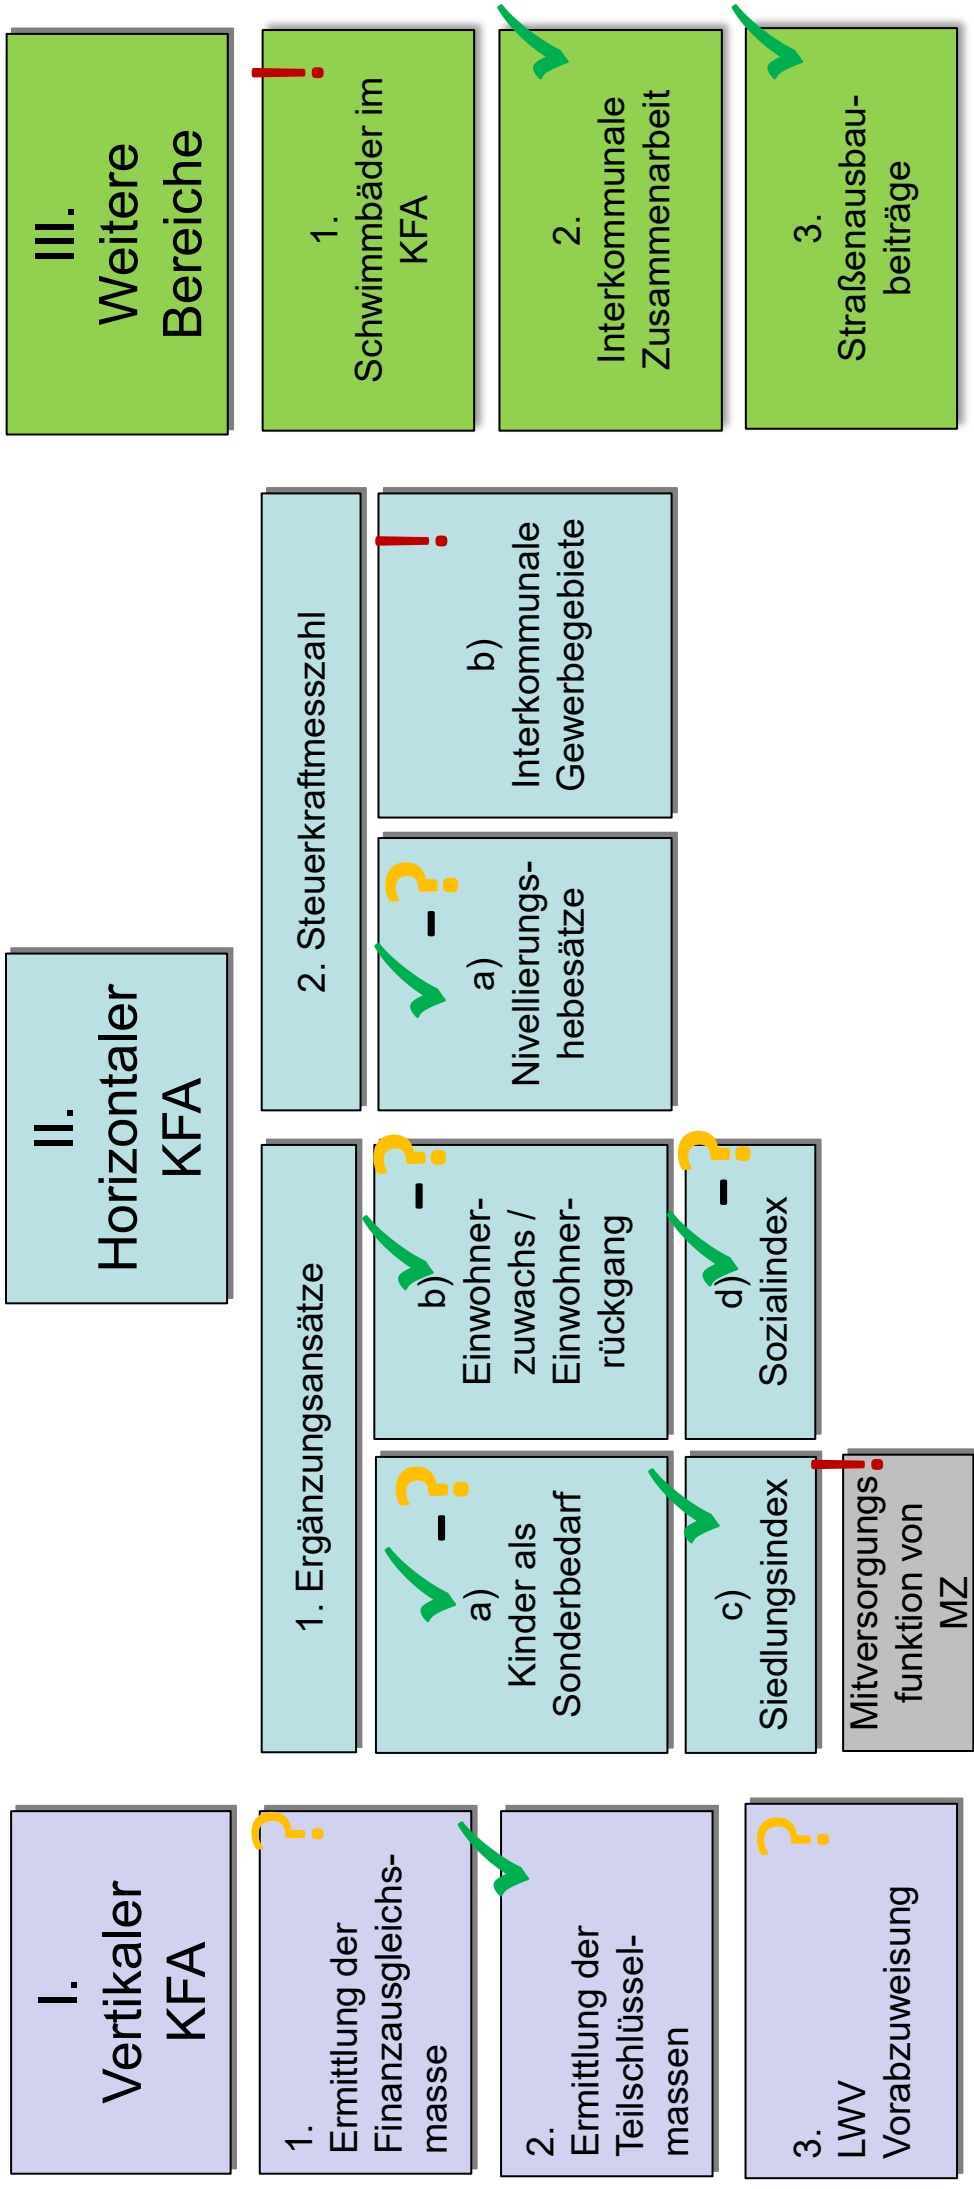 I.
Vertikaler
KFA
1.
Ermittlung der
Finanzausgleichs-
masse
?
2.
Ermittlung der
Teilschlüssel-
massen
✓
3.
LWV
Vorabzuweisung
?
II.
Horizontaler
KFA
1. Ergänzungsansätze
✓ – ?
a)
Kinder als
Sonderbedarf
✓ – ?
b)
Einwohner-
zuwachs /
Einwohner-
rückgang
✓
c)
Siedlungsindex
✓ – ?
d)
Sozialindex
!
Mitversorgungs
funktion von
MZ
2. Steuerkraftmesszahl
✓ – ?
a)
Nivellierungs-
hebesätze
!
b)
Interkommunale
Gewerbegebiete
III.
Weitere
Bereiche
!
1.
Schwimmbäder im
KFA
✓
2.
Interkommunale
Zusammenarbeit
✓
3.
Straßenausbau-
beiträge